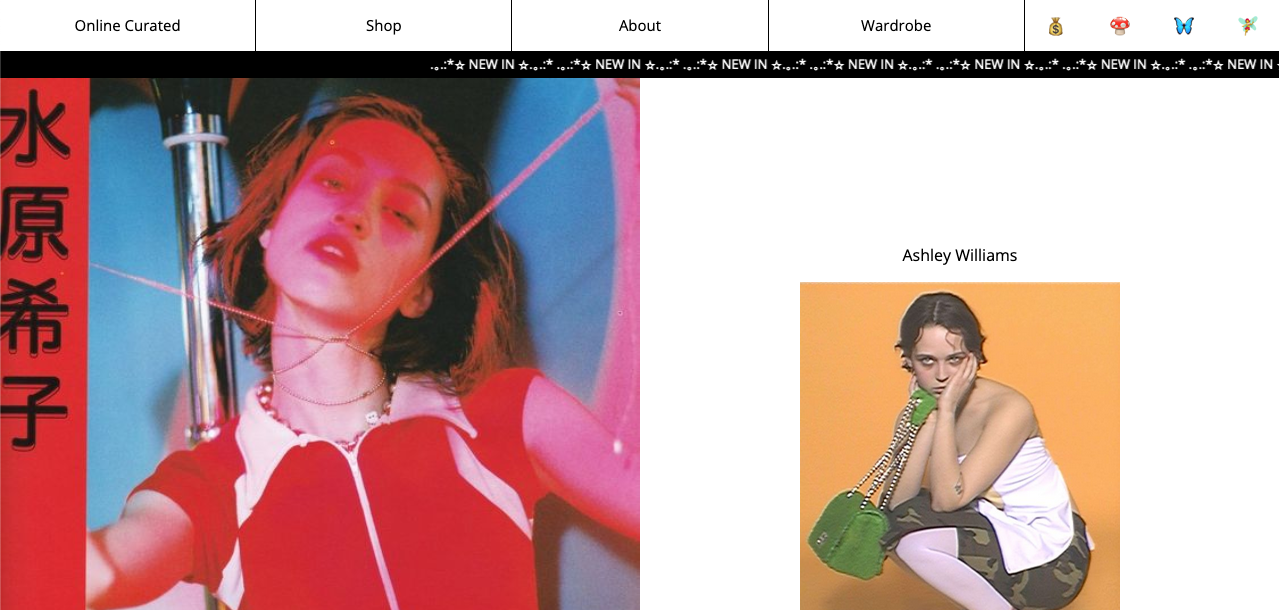 Online Curated
Shop
About
Wardrobe
.｡.:*☆ NEW IN ☆.｡.:* .｡.:*☆ NEW IN ☆.｡.:* .｡.:*☆ NEW IN ☆.｡.:* .｡.:*☆ NEW IN ☆.｡.:* .｡.:*☆ NEW IN ☆.｡.:* .｡.:*☆ NEW IN ☆.｡.:* .｡.:*☆ NEW IN
水原希子
Ashley Williams